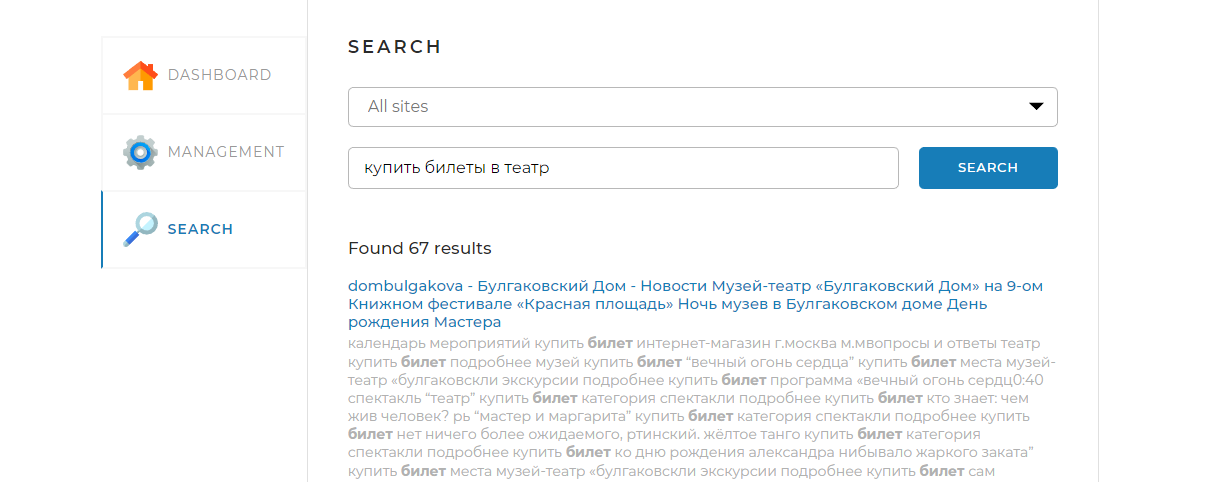 SEARCH
DASHBOARD
All sites
MANAGEMENT
купить билеты в театр
SEARCH
SEARCH
Found 67 results
dombulgakova - Булгаковский Дом - Новости Музей-театр «Булгаковский Дом» на 9-ом
Книжном фестивале «Красная площадь» Ночь музев в Булгаковском доме День
рождения Мастера
календарь мероприятий купить билет интернет-магазин г.москва м.мвопросы и ответы театр
купить билет подробнее музей купить билет “вечный огонь сердца” купить билет места музей-
театр «булгаковскли экскурсии подробнее купить билет программа «вечный огонь сердц0:40
спектакль “театр” купить билет категория спектакли подробнее купить билет кто знает: чем
жив человек? рь “мастер и маргарита” купить билет категория спектакли подробнее купить
билет нет ничего более ожидаемого, ртинский. жёлтое танго купить билет категория
спектакли подробнее купить билет ко дню рождения александра нибывало жаркого заката”
купить билет места музей-театр «булгаковскли экскурсии подробнее купить билет сам